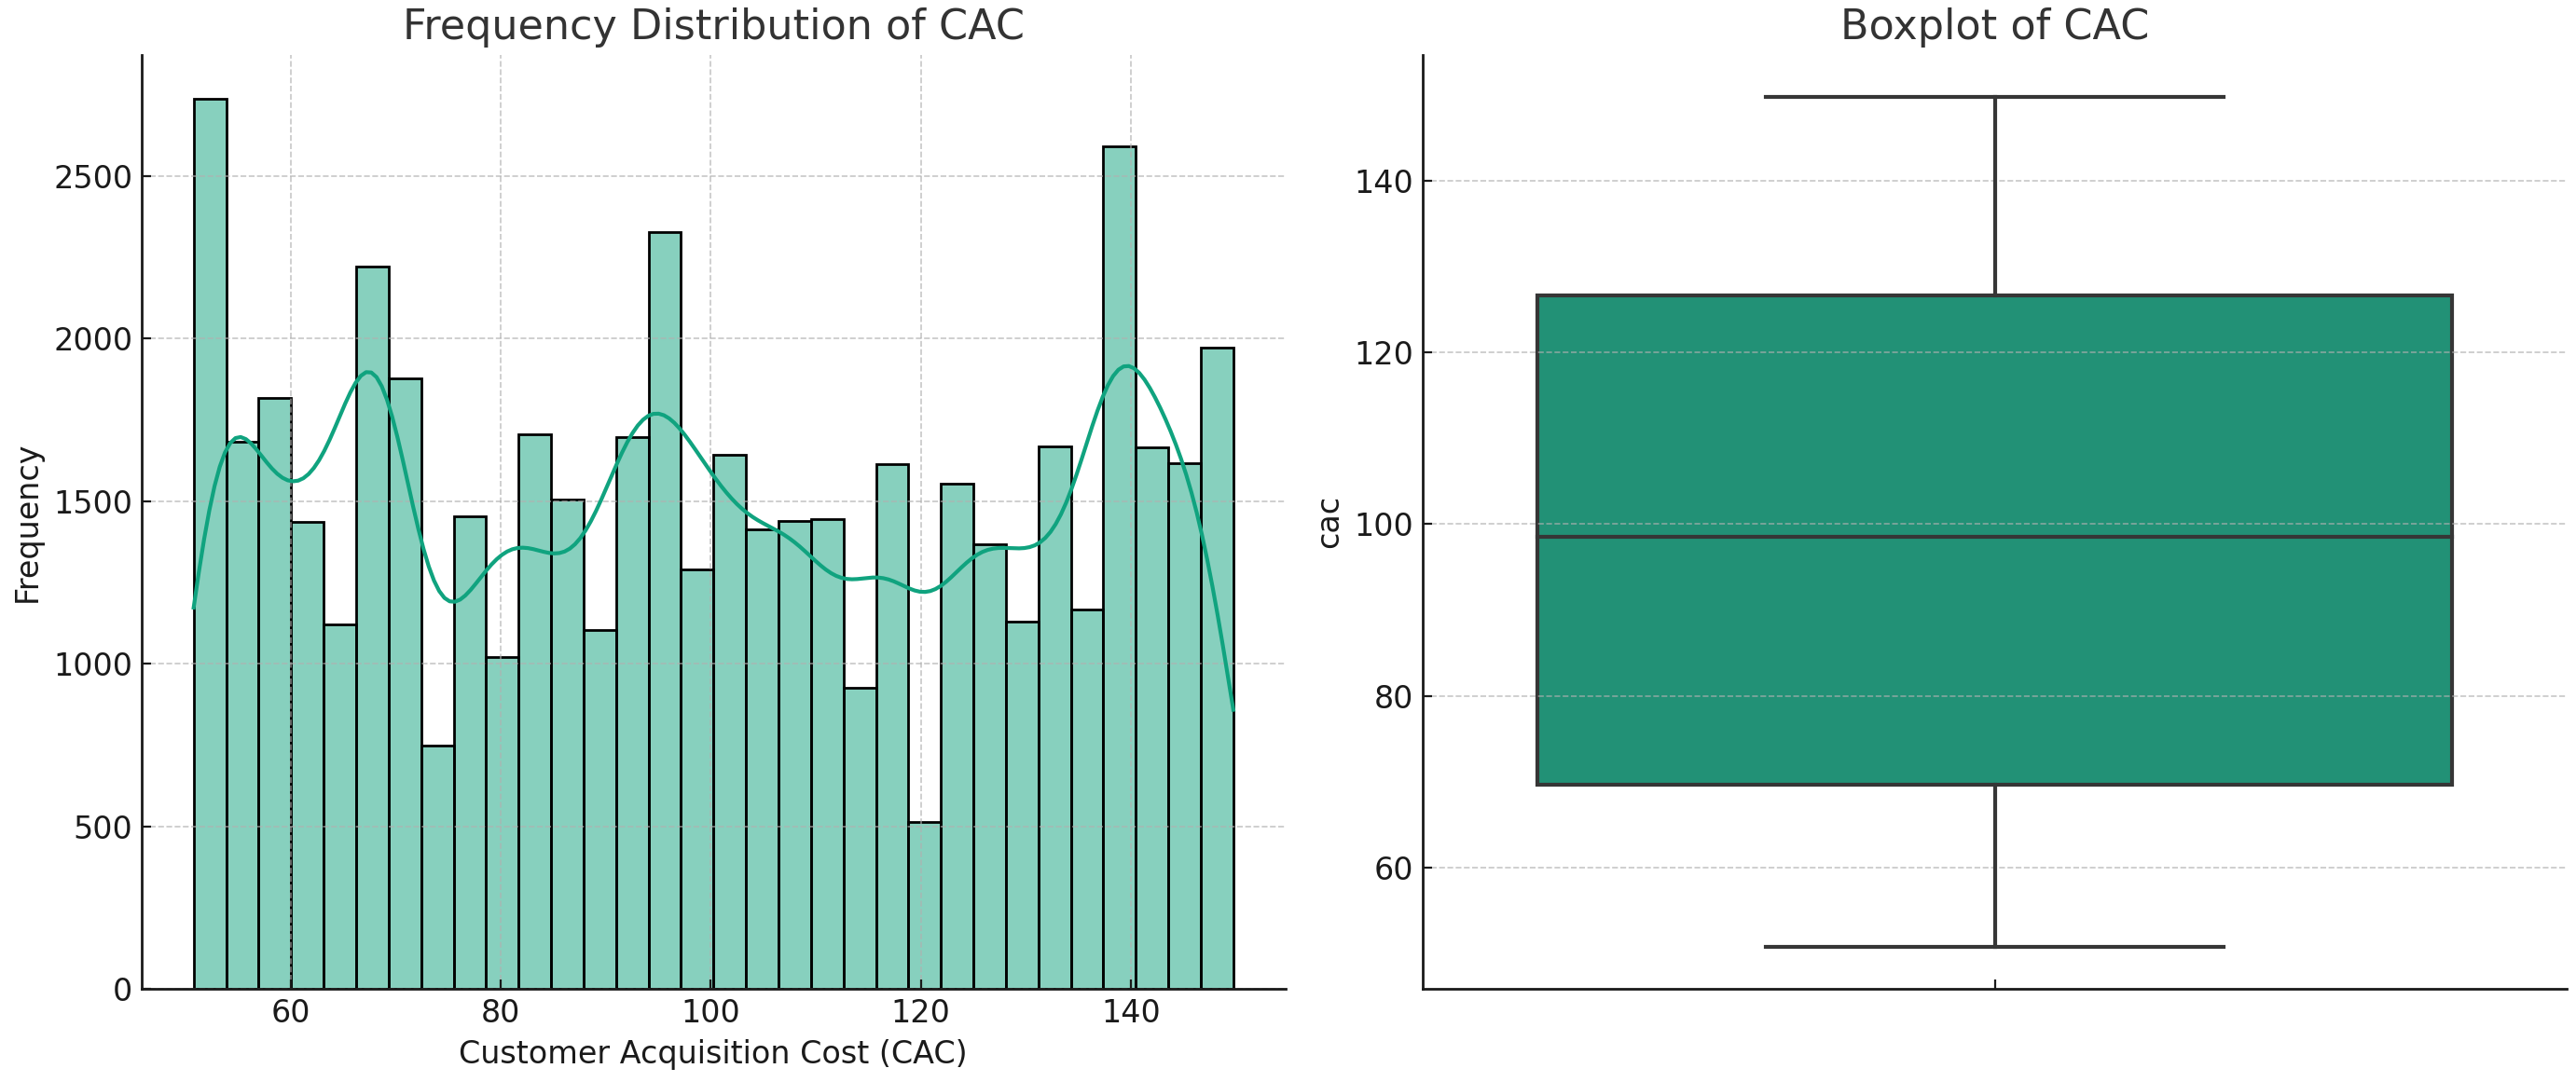 Frequency Distribution of CAC
2500
2000
1500
1000
500
0
Frequency
60 80 100 120 140
Customer Acquisition Cost (CAC)
Boxplot of CAC
140
120
100
80
60
cac